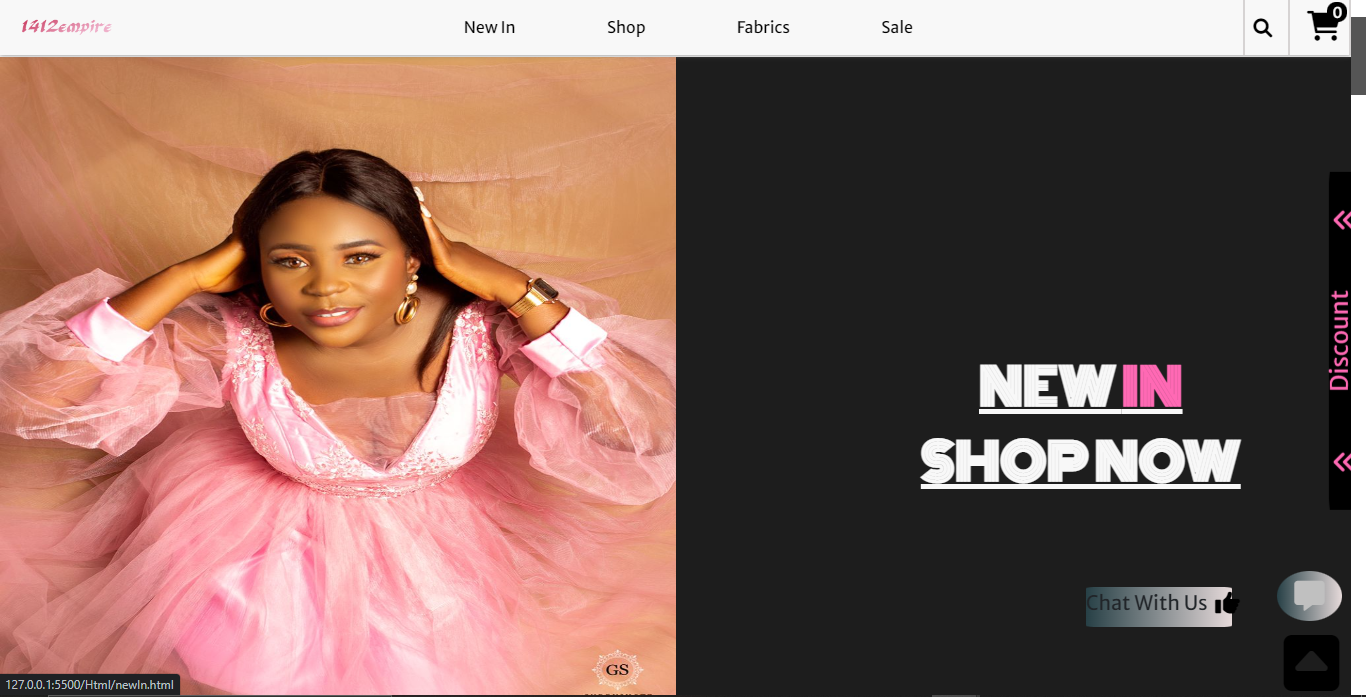 1412empire
New In
Shop
Fabrics
Sale
0
Discount
NEW IN
SHOP NOW
Chat With Us
GS
127.0.0.1:5500/Html/newIn.html